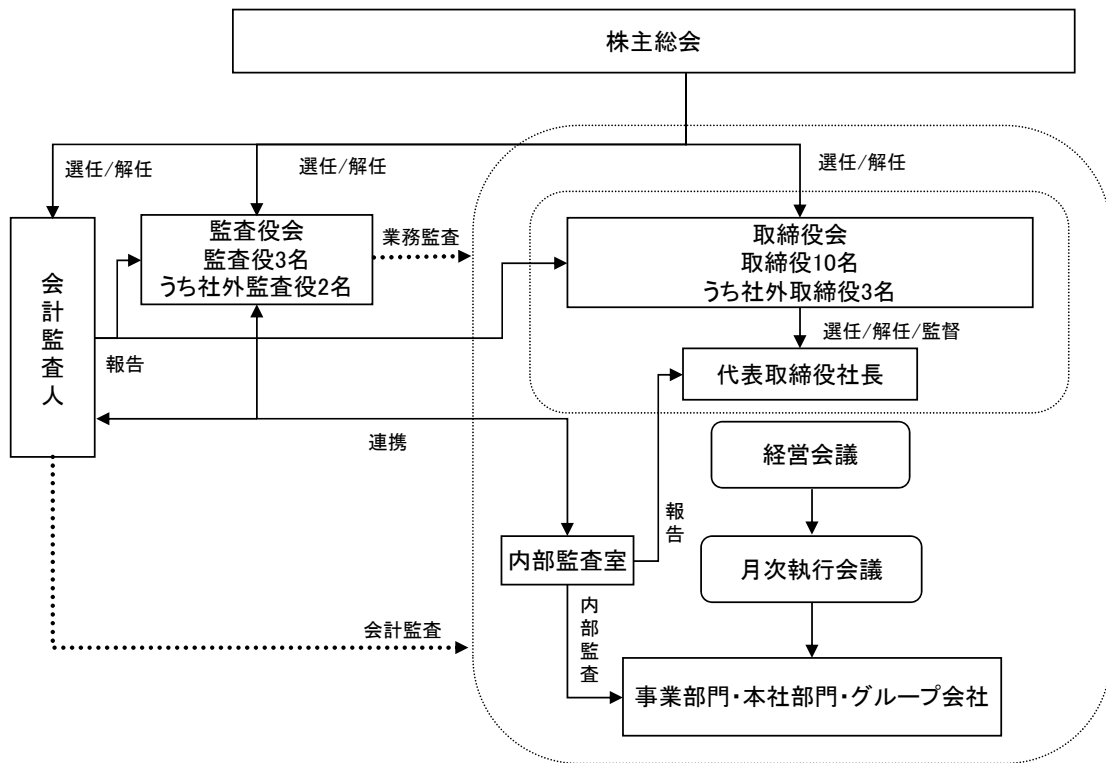 株主総会
選任/解任
選任/解任
選任/解任
会計監査人
監査役会
監査役3名
うち社外監査役2名
業務監査
取締役会
取締役10名
うち社外取締役3名
選任/解任/監督
報告
代表取締役社長
連携
経営会議
報告
内部監査室
月次執行会議
内部監査
会計監査
事業部門・本社部門・グループ会社